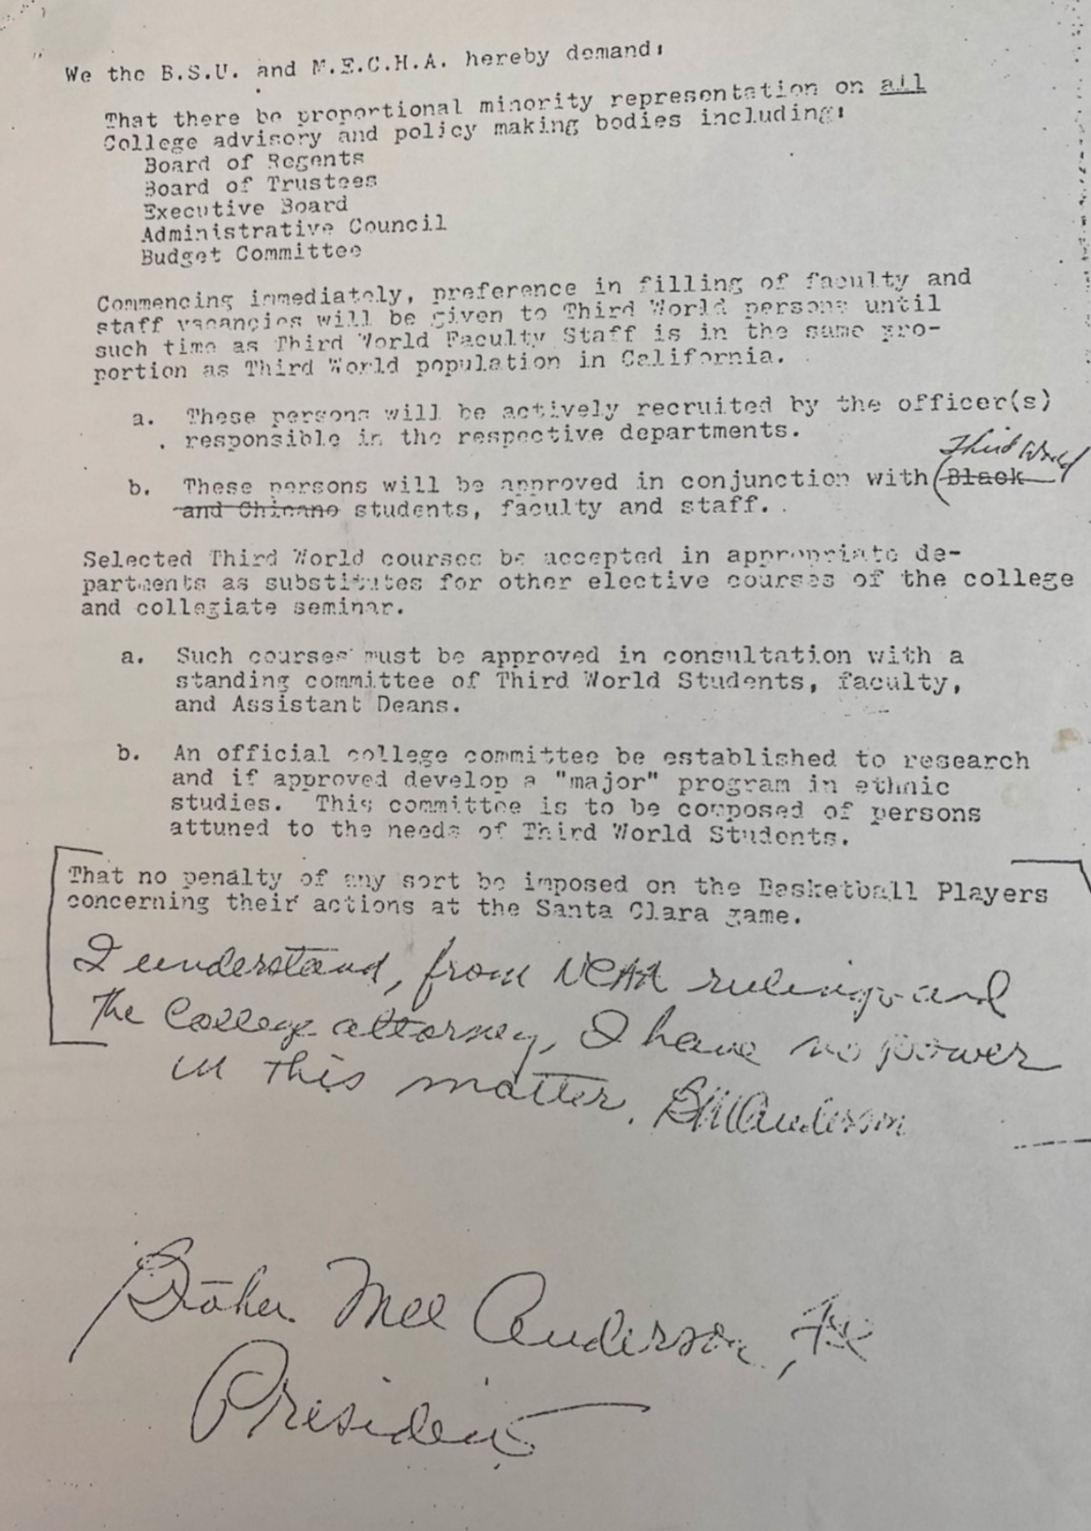 We the B.S.U. and M.E.C.H.A. hereby demand:
That there be proportional minority representation on all
College advisory and policy making bodies including:
Board of Regents
Board of Trustees
Executive Board
Administrative Council
Budget Committee
Commencing immediately, preference in filling of faculty and
staff vacancies will be given to Third World persons until
such time as Third World Faculty Staff is in the same pro-
portion as Third World population in California.
a. These persons will be actively recruited by the officer(s)
responsible in the respective departments.
Third World
b. These persons will be approved in conjunction with (Black
and Chicano students, faculty and staff.
Selected Third World courses be accepted in appropriate de-
partments as substitutes for other elective courses of the college
and collegiate seminar.
a. Such courses must be approved in consultation with a
standing committee of Third World Students, faculty,
and Assistant Deans.
b. An official college committee be established to research
and if approved develop a "major" program in ethnic
studies. This committee is to be composed of persons
attuned to the needs of Third World Students.
That no penalty of any sort be imposed on the Basketball Players
concerning their actions at the Santa Clara game.
I understand, from NCAA rulings and
the College attorney, I have no power
in this matter. BMAnderson
Brother Mel Anderson, FSC
President